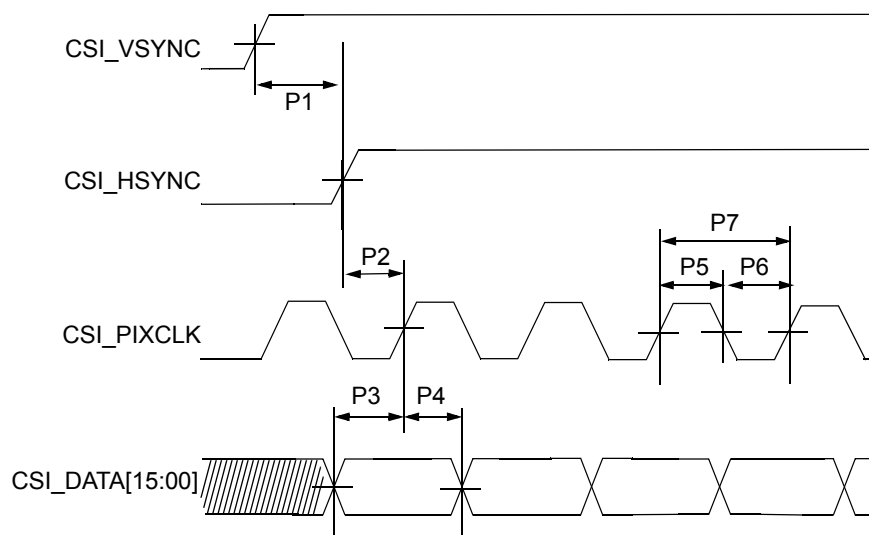 CSI_VSYNC
P1
CSI_HSYNC
P7
P2
P5
P6
CSI_PIXCLK
P3
P4
CSI_DATA[15:00]